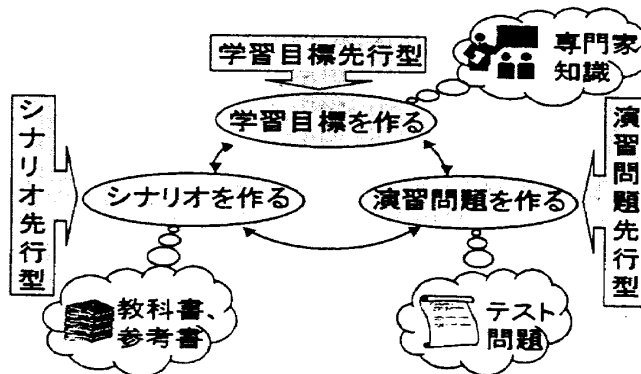 学習目標先行型
専門家
知識
学習目標を作る
シナリオ先行型
演習問題先行型
シナリオを作る
演習問題を作る
教科書、
参考書
テスト
問題